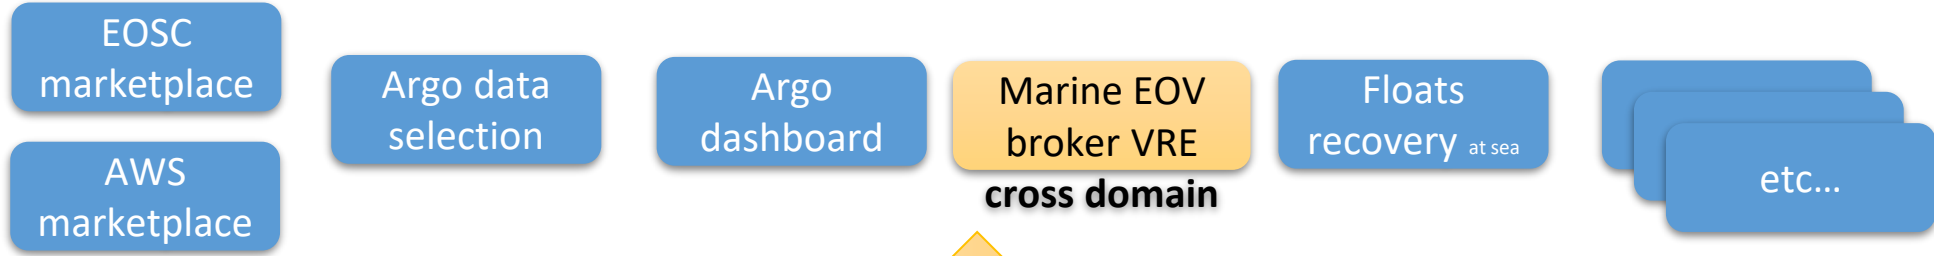 EOSC
marketplace
AWS
marketplace
Argo data
selection
Argo
dashboard
Marine EOV
broker VRE
cross domain
Floats
recovery at sea
etc...